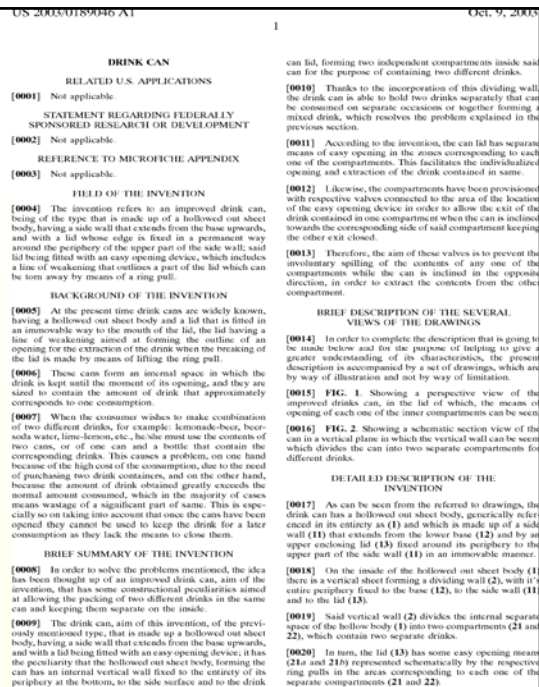 US 2003/0189046 A1
Oct. 9, 2003
1
DRINK CAN
RELATED U.S. APPLICATIONS
[0001] Not applicable.
STATEMENT REGARDING FEDERALLY
SPONSORED RESEARCH OR DEVELOPMENT
[0002] Not applicable.
REFERENCE TO MICROFICHE APPENDIX
[0003] Not applicable.
FIELD OF THE INVENTION
[0004] The invention refers to an improved drink can,
being of the type that is made up of a hollowed out sheet
body, having a side wall that extends from the base upwards,
and with a lid whose edge is fixed in a permanent way
around the periphery of the upper part of the side wall; said
lid being fitted with an easy opening device, which includes
a line of weakening that outlines a part of the lid which can
be torn away by means of a ring pull.
BACKGROUND OF THE INVENTION
[0005] At the present time drink cans are widely known,
having a hollowed out sheet body and a lid that is fitted in
an immovable way to the mouth of the lid, the lid having a
line of weakening aimed at forming the outline of an
opening for the extraction of the drink when the breaking of
the lid is made by means of lifting the ring pull.
[0006] These cans form an internal space in which the
drink is kept until the moment of its opening, and they are
sized to contain the amount of drink that approximately
corresponds to one consumption.
[0007] When the consumer wishes to make combination
of two different drinks, for example: lemonade-beer, beer-
soda water, lime-lemon, etc., he/she must use the contents of
two cans, or of one can and a bottle that contain the
corresponding drinks. This causes a problem, on one hand
because of the high cost of the consumption, due to the need
of purchasing two drink containers, and on the other hand,
because the amount of drink obtained greatly exceeds the
normal amount consumed, which in the majority of cases
means wastage of a significant part of same. This is espe-
cially so on taking into account that once the cans have been
opened they cannot be used to keep the drink for a later
consumption as they lack the means to close them.
BRIEF SUMMARY OF THE INVENTION
[0008] In order to solve the problems mentioned, the idea
has been thought up of an improved drink can, aim of the
invention, that has some constructional peculiarities aimed
at allowing the packing of two different drinks in the same
can and keeping them separate on the inside.
[0009] The drink can, aim of this invention, of the previ-
ously mentioned type, that is made up of a hollowed out sheet
body, having a side wall that extends from the base upwards,
and with a lid being fitted with an easy opening device; it has
the peculiarity that the hollowed out sheet body, forming the
can has an internal vertical wall fixed to the entirety of its
periphery at the bottom, to the side surface and to the drink
can lid, forming two independent compartments inside said
can for the purpose of containing two different drinks.
[0010] Thanks to the incorporation of this dividing wall,
the drink can is able to hold two drinks separately that can
be consumed on separate occasions or together forming a
mixed drink, which resolves the problem explained in the
previous section.
[0011] According to the invention, the can lid has separate
means of easy opening in the zones corresponding to each
one of the compartments. This facilitates the individualized
opening and extraction of the drink contained in same.
[0012] Likewise, the compartments have been provisioned
with respective valves connected to the area of the location
of the easy opening device in order to allow the exit of the
drink contained in one compartment when the can is inclined
towards the corresponding side of said compartment keeping
the other exit closed.
[0013] Therefore, the aim of these valves is to prevent the
involuntary spilling of the contents of any one of the
compartments while the can is inclined in the opposite
direction, in order to extract the contents from the other
compartment.
BRIEF DESCRIPTION OF THE SEVERAL
VIEWS OF THE DRAWINGS
[0014] In order to complete the description that is going to
be made below and for the purpose of helping to give a
greater understanding of its characteristics, the present
description is accompanied by a set of drawings, which are
by way of illustration and not by way of limitation.
[0015] FIG. 1. Showing a perspective view of the
improved drinks can, in the lid of which, the means of
opening of each one of the inner compartments can be seen.
[0016] FIG. 2. Showing a schematic section view of the
can in a vertical plane in which the vertical wall can be seem
which divides the can into two separate compartments for
different drinks.
DETAILED DESCRIPTION OF THE
INVENTION
[0017] As can be seen from the referred to drawings, the
drink can has a hollowed out sheet body, generically refer-
enced in its entirety as (1) and which is made up of a side
wall (11) that extends from the lower base (12) and by an
upper enclosing lid (13) fixed around its periphery to the
upper part of the side wall (11) in an immovable manner.
[0018] On the inside of the hollowed out sheet body (1)
there is a vertical sheet forming a dividing wall (2), with it's
entire periphery fixed to the base (12), to the side wall (11)
and to the lid (13).
[0019] Said vertical wall (2) divides the internal separate
space of the hollow body (1) into two compartments (21 and
22), which contain two separate drinks.
[0020] In turn, the lid (13) has some easy opening means
(21a and 21b) represented schematically by the respective
ring pulls in the areas corresponding to each one of the
separate compartments (21 and 22).